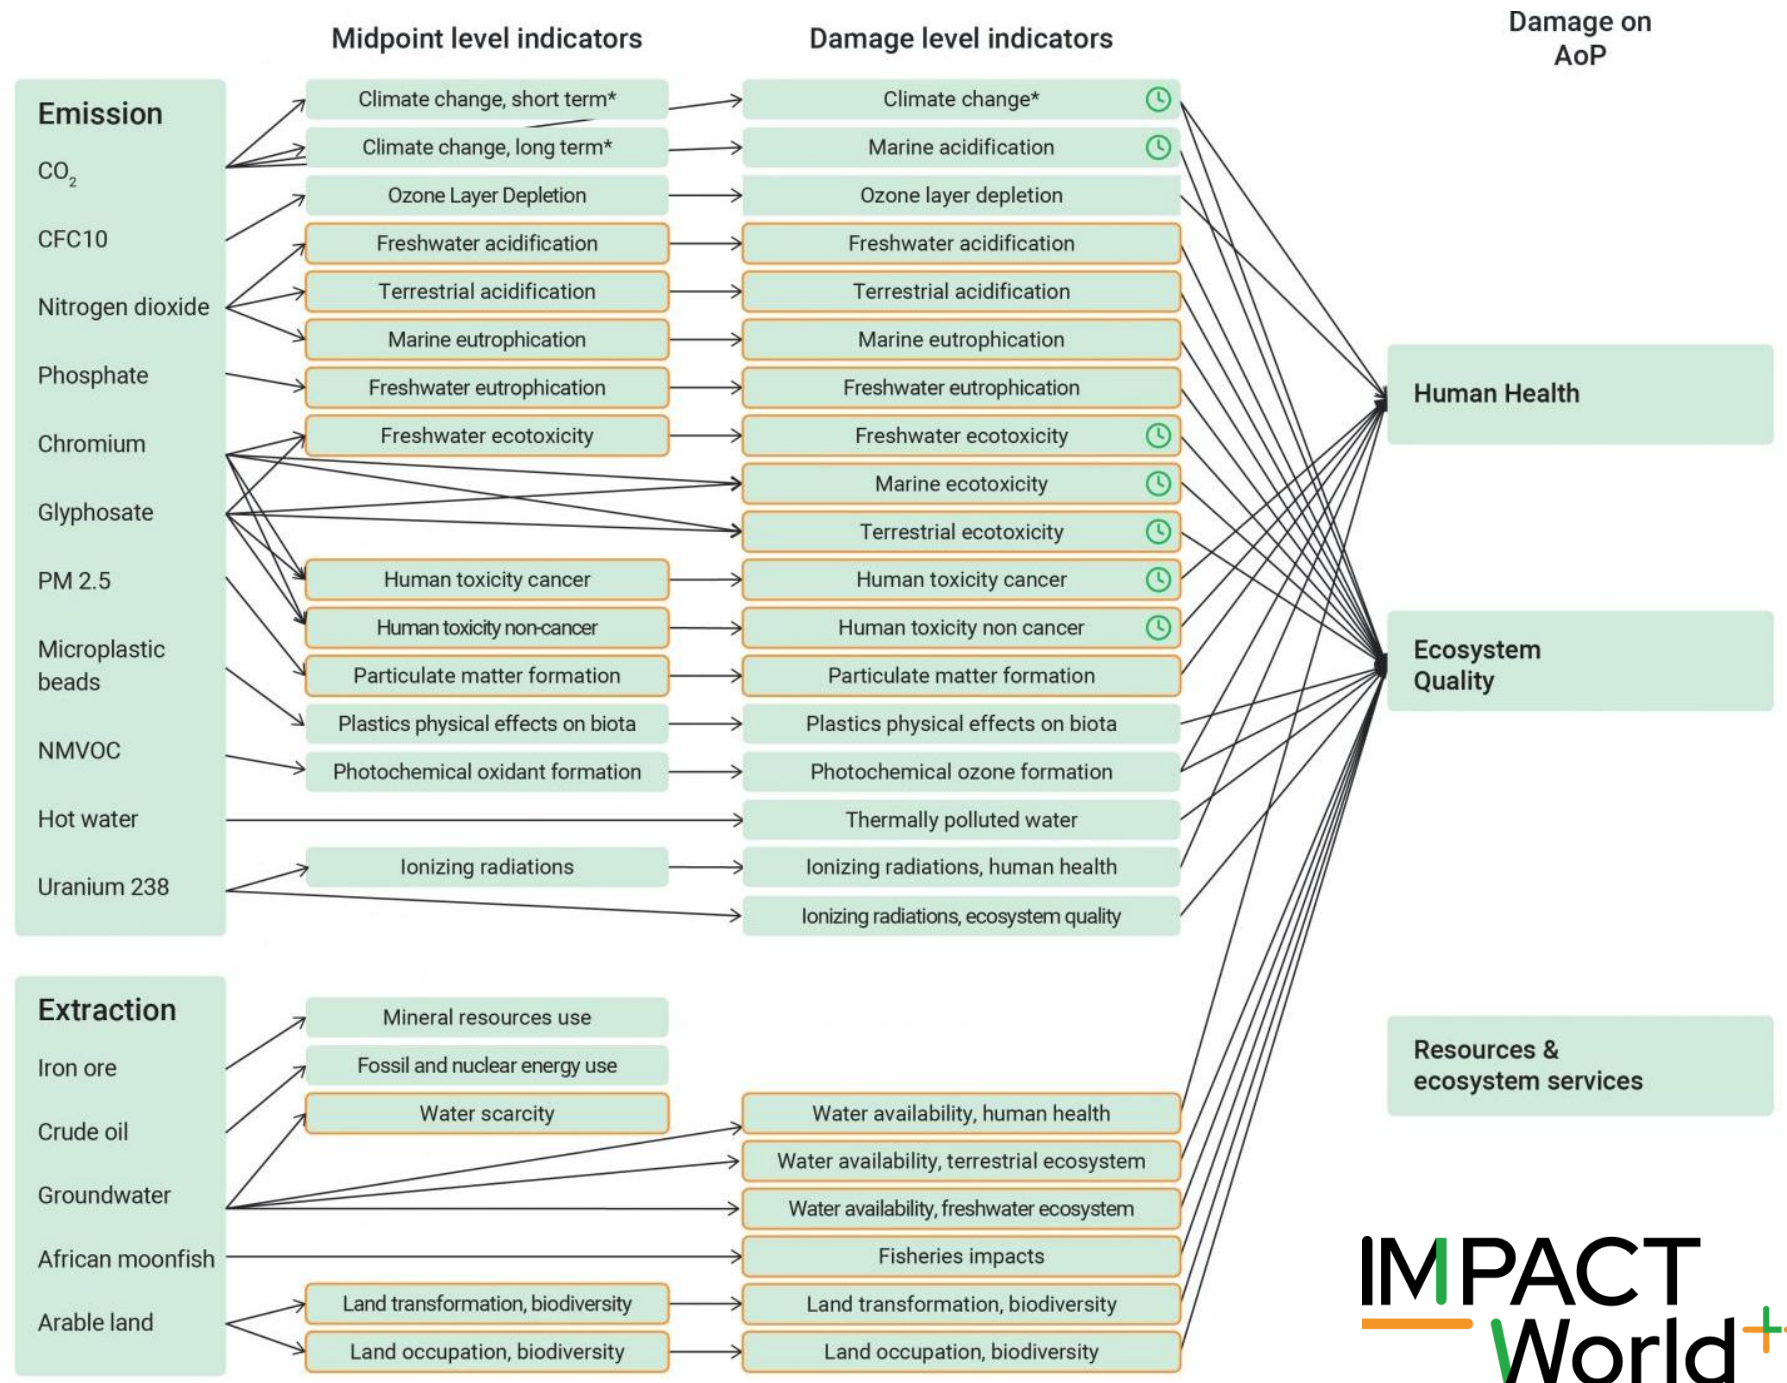 Midpoint level indicators
Damage level indicators
Damage on
AoP
Emission
CO2
CFC10
Nitrogen dioxide
Phosphate
Chromium
Glyphosate
PM 2.5
Microplastic
beads
NMVOC
Hot water
Uranium 238
Climate change, short term*
Climate change, long term*
Ozone Layer Depletion
Freshwater acidification
Terrestrial acidification
Marine eutrophication
Freshwater eutrophication
Freshwater ecotoxicity
Human toxicity cancer
Human toxicity non-cancer
Particulate matter formation
Plastics physical effects on biota
Photochemical oxidant formation
Ionizing radiations
Climate change*
Marine acidification
Ozone layer depletion
Freshwater acidification
Terrestrial acidification
Marine eutrophication
Freshwater eutrophication
Freshwater ecotoxicity
Marine ecotoxicity
Terrestrial ecotoxicity
Human toxicity cancer
Human toxicity non cancer
Particulate matter formation
Plastics physical effects on biota
Photochemical ozone formation
Thermally polluted water
Ionizing radiations, human health
Ionizing radiations, ecosystem quality
Human Health
Ecosystem
Quality
Extraction
Iron ore
Crude oil
Groundwater
African moonfish
Arable land
Mineral resources use
Fossil and nuclear energy use
Water scarcity
Land transformation, biodiversity
Land occupation, biodiversity
Water availability, human health
Water availability, terrestrial ecosystem
Water availability, freshwater ecosystem
Fisheries impacts
Land transformation, biodiversity
Land occupation, biodiversity
Resources &
ecosystem services
IMPACT
World+